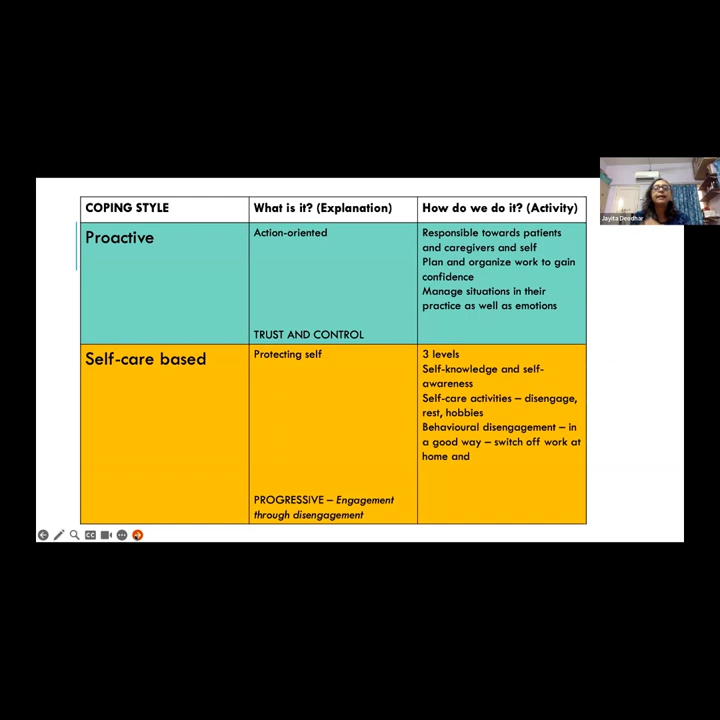 COPING STYLE
What is it? (Explanation)
How do we do it? (Activity)
Proactive
Action-oriented
TRUST AND CONTROL
Responsible towards patients
and caregivers and self
Plan and organize work to gain
confidence
Manage situations in their
practice as well as emotions
Self-care based
Protecting self
PROGRESSIVE – Engagement
through disengagement
3 levels
Self-knowledge and self-
awareness
Self-care activities – disengage,
rest, hobbies
Behavioural disengagement – in
a good way – switch off work at
home and
Jayita Deodhar
CC